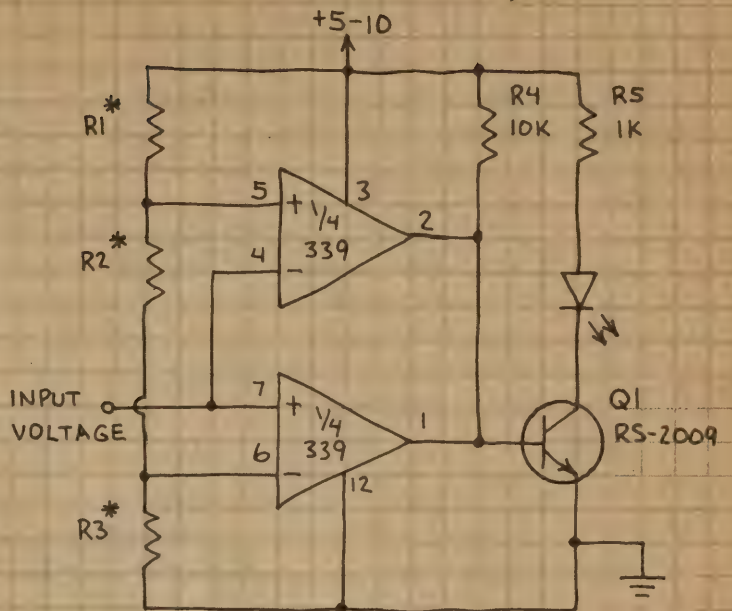 +5-10
R1*
R4
10K
R5
1K
5
+
1/4
339
3
2
4
-
R2*
INPUT
VOLTAGE
7
+
1/4
339
1
6
-
12
Q1
RS-2009
R3*